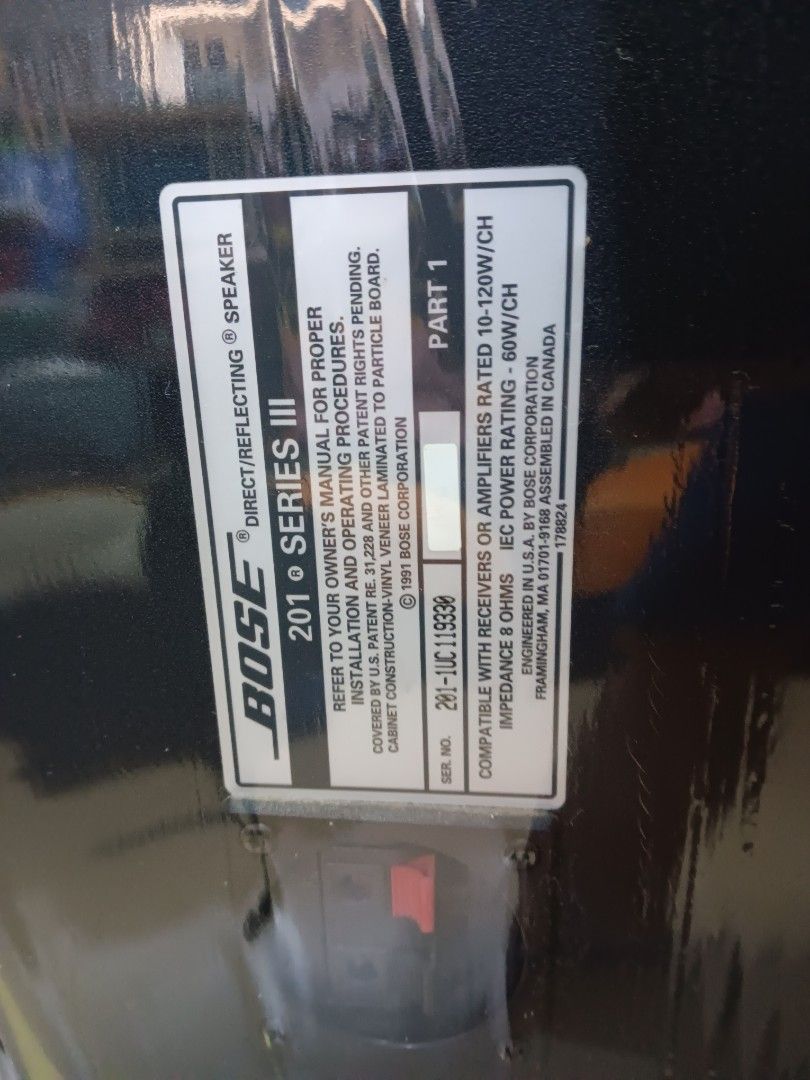 BOSE ® DIRECT/REFLECTING ® SPEAKER
201 ® SERIES III
REFER TO YOUR OWNER'S MANUAL FOR PROPER
INSTALLATION AND OPERATING PROCEDURES.
COVERED BY U.S. PATENT RE. 31,228 AND OTHER PATENT RIGHTS PENDING.
CABINET CONSTRUCTION-VINYL VENEER LAMINATED TO PARTICLE BOARD.
© 1991 BOSE CORPORATION
SER. NO. 201-1UC119330 PART 1
COMPATIBLE WITH RECEIVERS OR AMPLIFIERS RATED 10-120W/CH
IMPEDANCE 8 OHMS IEC POWER RATING - 60W/CH
ENGINEERED IN U.S.A. BY BOSE CORPORATION
FRAMINGHAM, MA 01701-9168 ASSEMBLED IN CANADA
178824